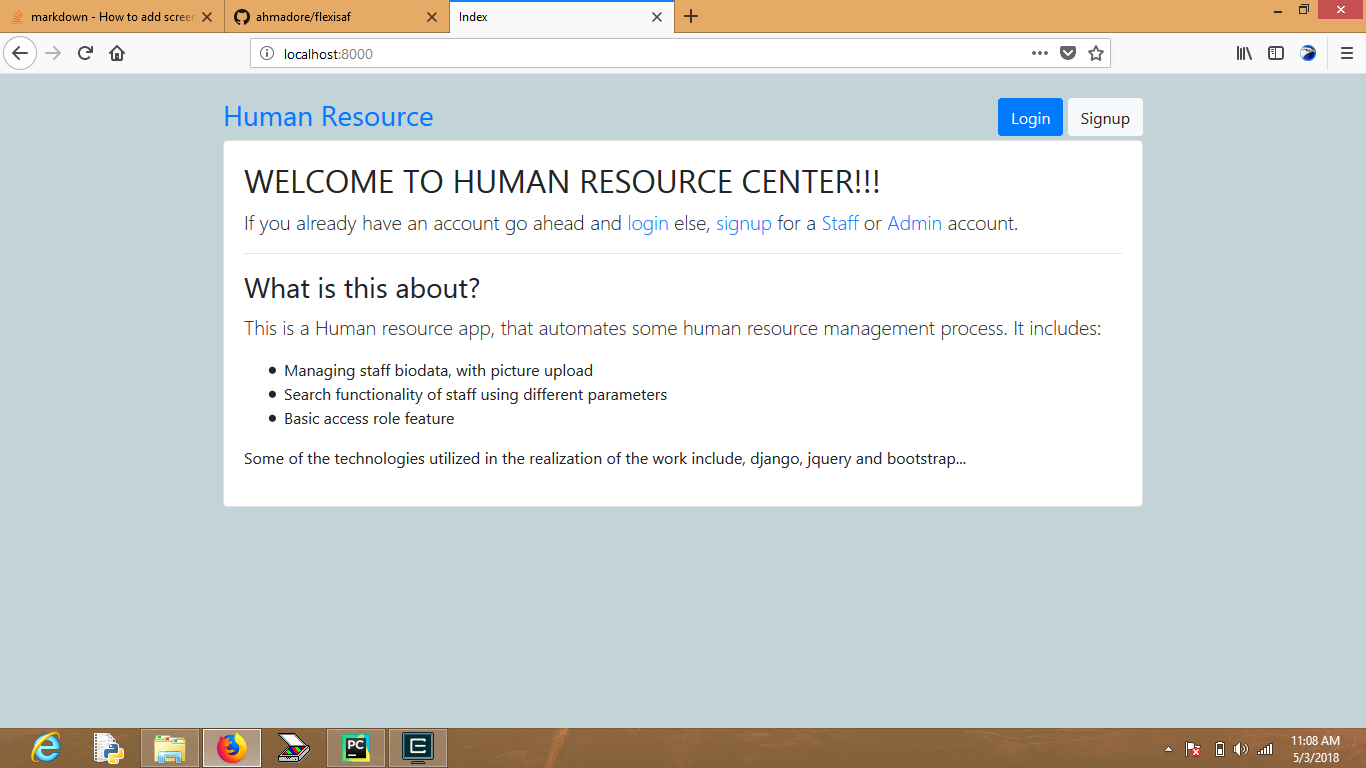 markdown - How to add screen
ahmadore/flexisaf
Index
localhost:8000
Human Resource
Login
Signup
WELCOME TO HUMAN RESOURCE CENTER!!!
If you already have an account go ahead and login else, signup for a Staff or Admin account.
What is this about?
This is a Human resource app, that automates some human resource management process. It includes:
Managing staff biodata, with picture upload
Search functionality of staff using different parameters
Basic access role feature
Some of the technologies utilized in the realization of the work include, django, jquery and bootstrap...
PC
11:08 AM
5/3/2018